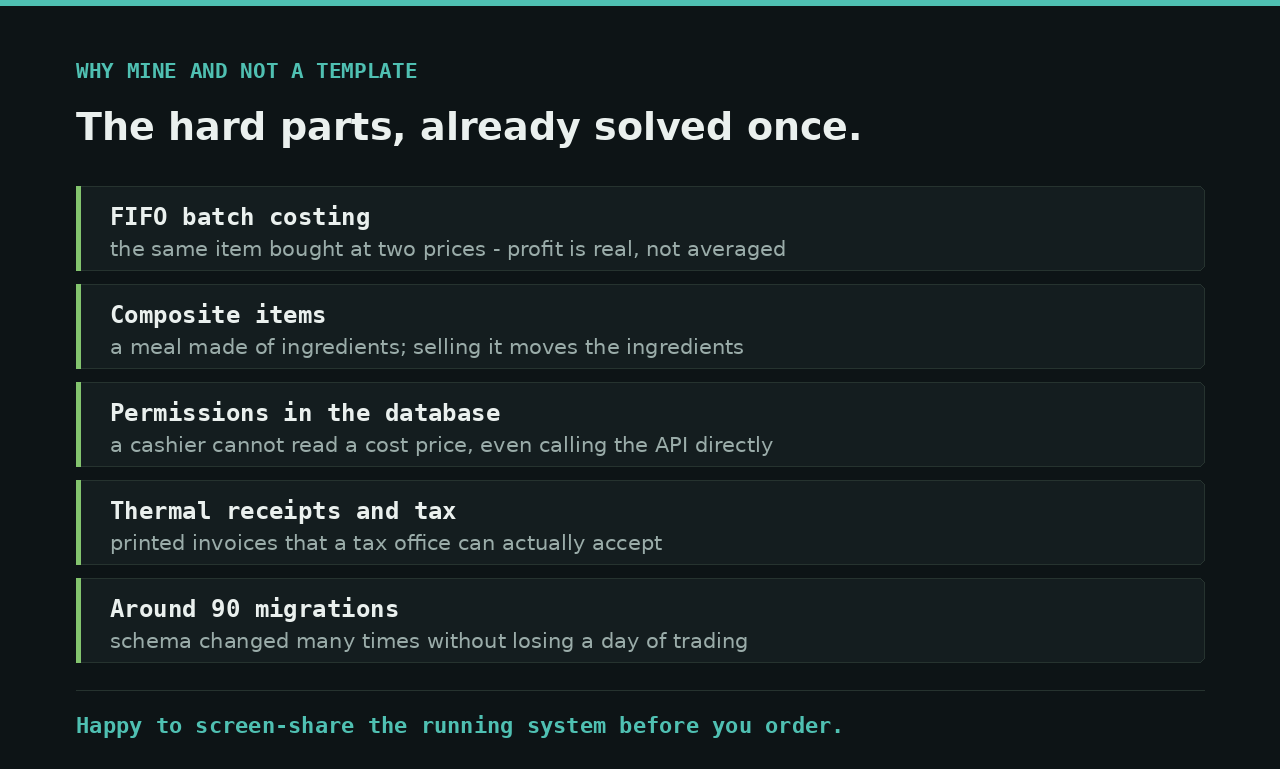 WHY MINE AND NOT A TEMPLATE
The hard parts, already solved once.
FIFO batch costing
the same item bought at two prices - profit is real, not averaged
Composite items
a meal made of ingredients; selling it moves the ingredients
Permissions in the database
a cashier cannot read a cost price, even calling the API directly
Thermal receipts and tax
printed invoices that a tax office can actually accept
Around 90 migrations
schema changed many times without losing a day of trading
Happy to screen-share the running system before you order.